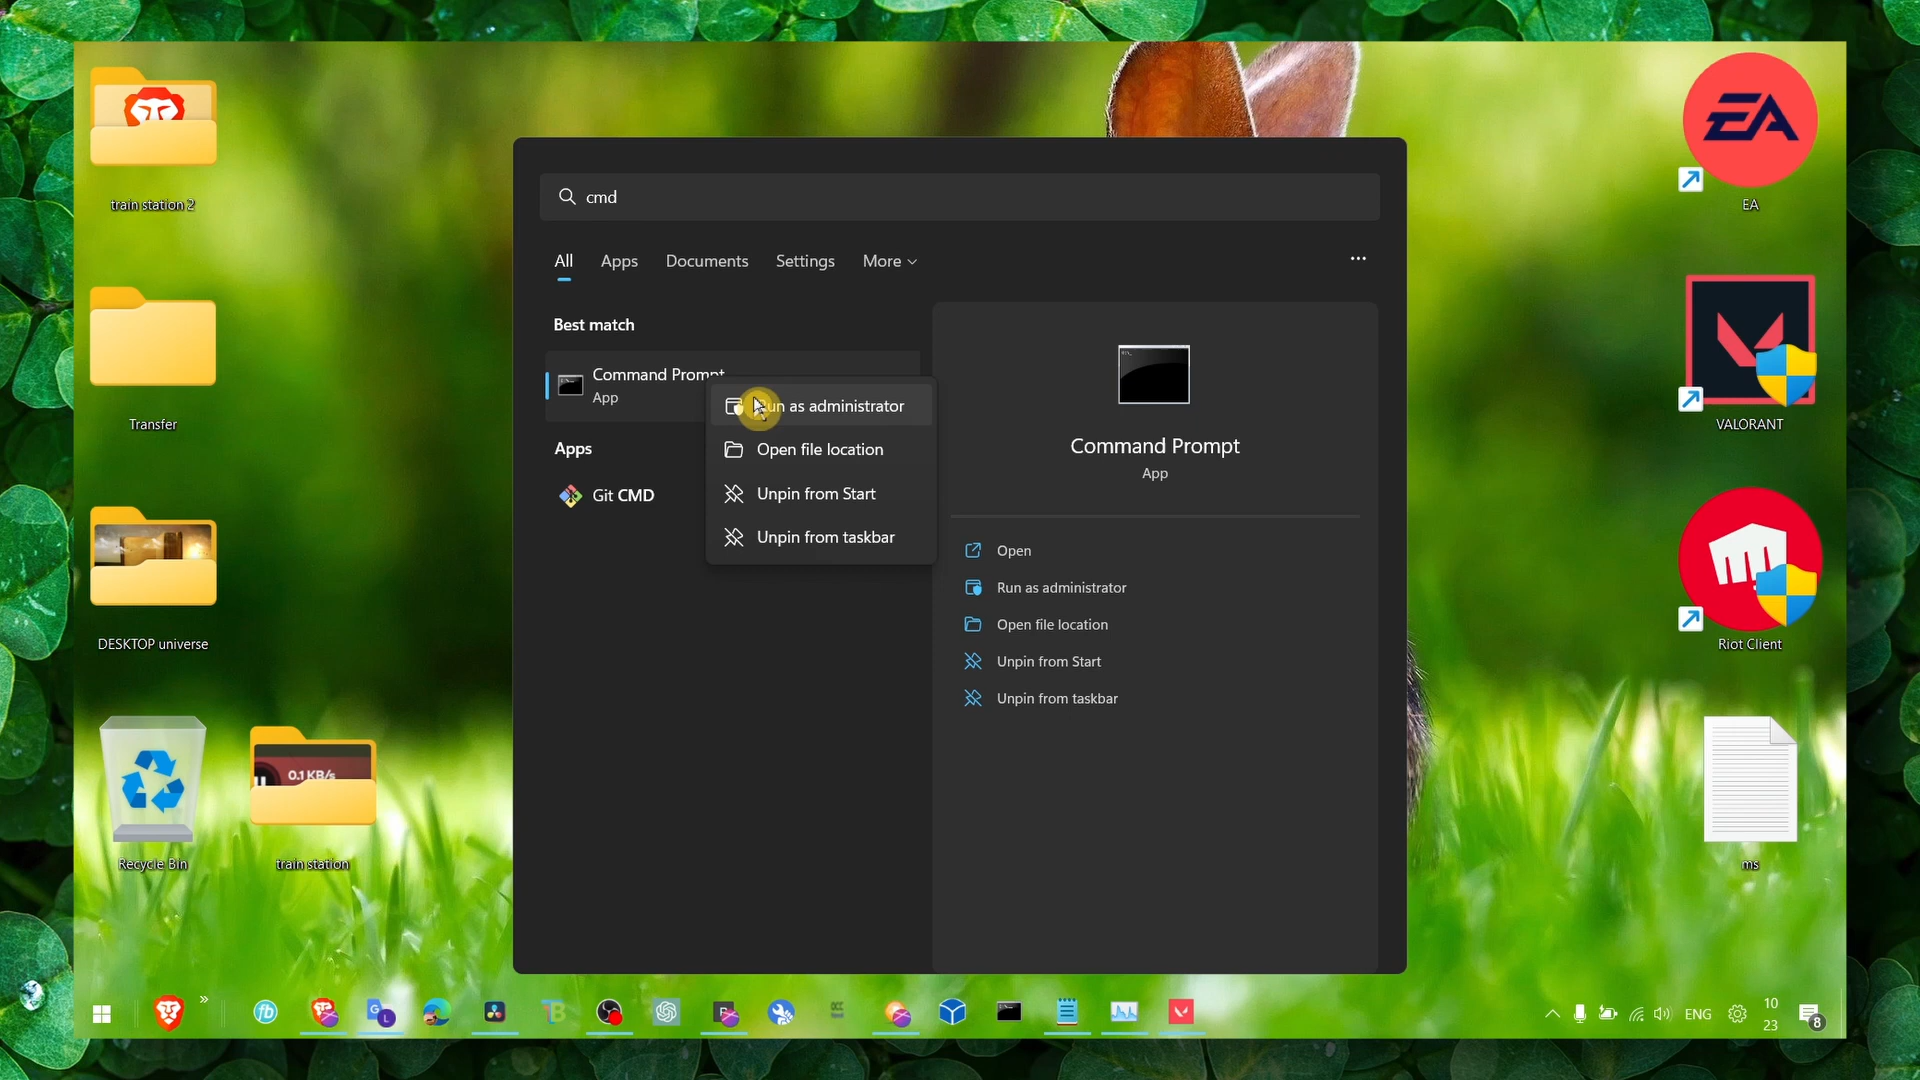 train station 2
Transfer
DESKTOP universe
Recycle Bin
0.1 KB/s
train station
cmd
All
Apps
Documents
Settings
More
Best match
Command Prompt
App
Apps
Git CMD
Run as administrator
Open file location
Unpin from Start
Unpin from taskbar
Command Prompt
App
Open
Run as administrator
Open file location
Unpin from Start
Unpin from taskbar
EA
EA
VALORANT
Riot Client
ms
ENG
10
23
8